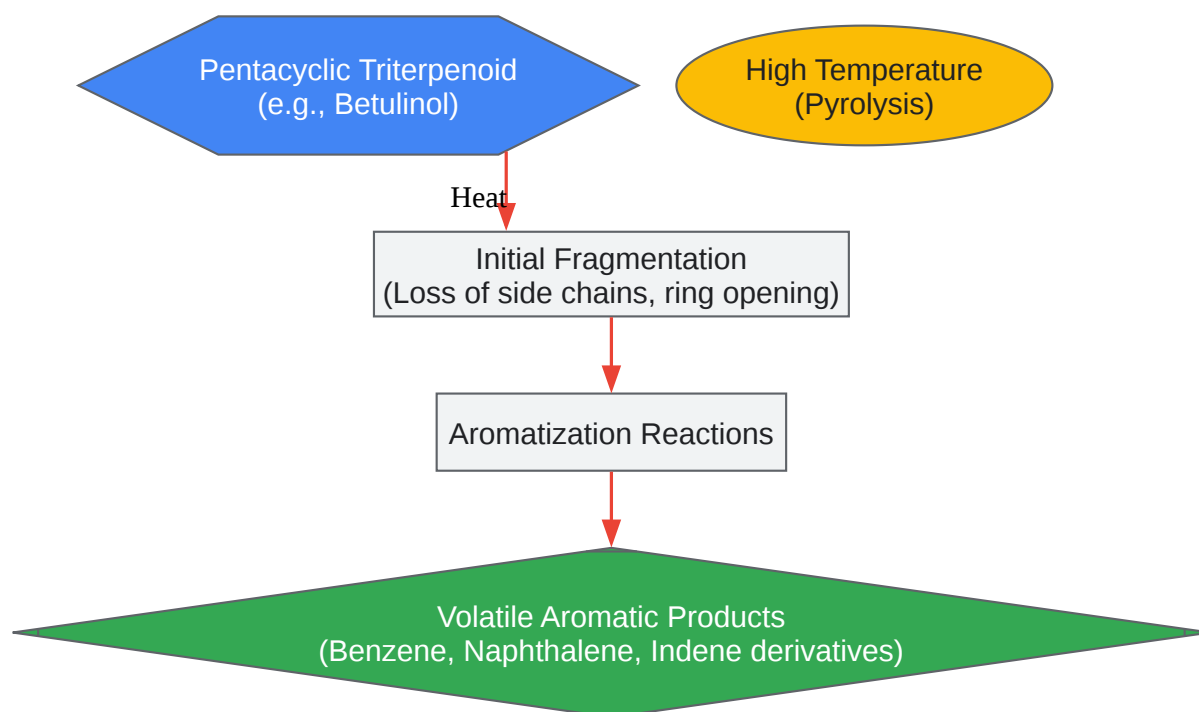 Pentacyclic Triterpenoid
(e.g., Betulinol)
High Temperature
(Pyrolysis)
Heat
Initial Fragmentation
(Loss of side chains, ring opening)
Aromatization Reactions
Volatile Aromatic Products
(Benzene, Naphthalene, Indene derivatives)